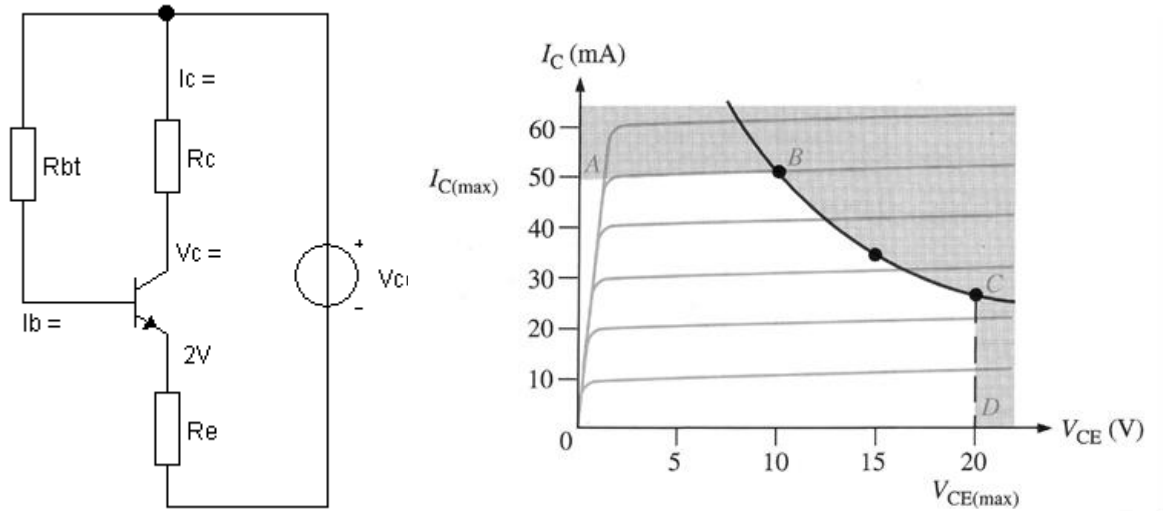 Ic =
Rbt
Rc
Vc =
+
Vc
-
Ib =
2V
Re
I_C (mA)
60
I_C(max)
50
40
30
20
10
0
A
B
C
D
5
10
15
20
V_CE (V)
V_CE(max)